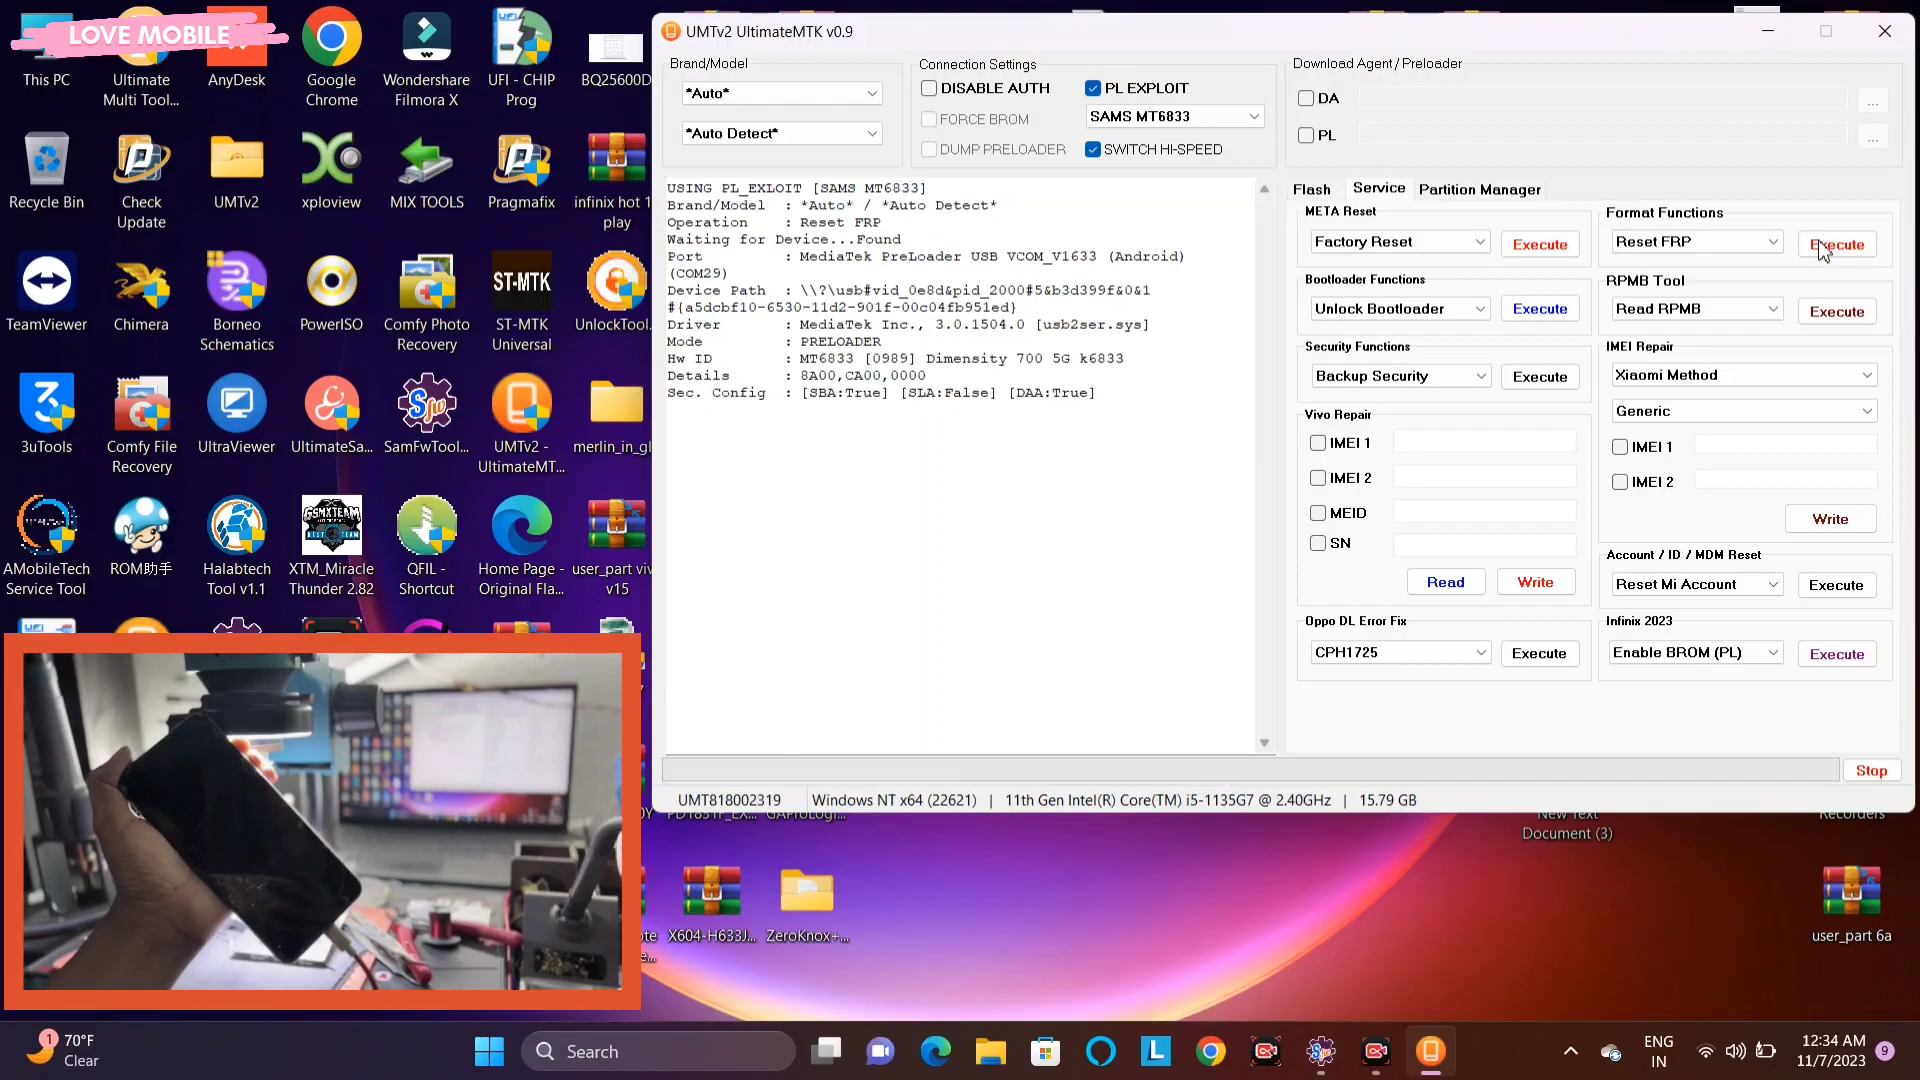 LOVE MOBILE
This PC
Ultimate
Multi Tool...
AnyDesk
Google
Chrome
Wondershare
Filmora X
UFI - CHIP
Prog
BQ25600D
Recycle Bin
Check
Update
UMTv2
xploview
MIX TOOLS
Pragmafix
infinix hot 1
play
TeamViewer
Chimera
Borneo
Schematics
PowerISO
Comfy Photo
Recovery
ST-MTK
ST-MTK
Universal
UnlockTool.
3uTools
Comfy File
Recovery
UltraViewer
UltimateSa...
SamFwTool...
UMTv2 -
UltimateMT...
merlin_in_gl
AMobileTech
Service Tool
ROM助手
Halabtech
Tool v1.1
GSMXTEAM
XTM_Miracle
Thunder 2.82
QFIL -
Shortcut
Home Page -
Original Fla...
user_part viv
v15
UMTv2 UltimateMTK v0.9
Brand/Model
*Auto*
*Auto Detect*
Connection Settings
DISABLE AUTH
PL EXPLOIT
FORCE BROM
SAMS MT6833
DUMP PRELOADER
SWITCH HI-SPEED
Download Agent / Preloader
DA
...
PL
...
USING PL_EXLOIT [SAMS MT6833]
Brand/Model : *Auto* / *Auto Detect*
Operation : Reset FRP
Waiting for Device...Found
Port : MediaTek PreLoader USB VCOM_V1633 (Android)
(COM29)
Device Path : \\?\usb#vid_0e8d&pid_2000#5&b3d399f&0&1
#{a5dcbf10-6530-11d2-901f-00c04fb951ed}
Driver : MediaTek Inc., 3.0.1504.0 [usb2ser.sys]
Mode : PRELOADER
Hw ID : MT6833 [0989] Dimensity 700 5G k6833
Details : 8A00,CA00,0000
Sec. Config : [SBA:True] [SLA:False] [DAA:True]
Flash
Service
Partition Manager
META Reset
Factory Reset
Execute
Format Functions
Reset FRP
Execute
Bootloader Functions
Unlock Bootloader
Execute
RPMB Tool
Read RPMB
Execute
Security Functions
Backup Security
Execute
IMEI Repair
Xiaomi Method
Generic
IMEI 1
IMEI 2
Write
Vivo Repair
IMEI 1
IMEI 2
MEID
SN
Read
Write
Account / ID / MDM Reset
Reset Mi Account
Execute
Oppo DL Error Fix
CPH1725
Execute
Infinix 2023
Enable BROM (PL)
Execute
Stop
UMT818002319
Windows NT x64 (22621) | 11th Gen Intel(R) Core(TM) i5-1135G7 @ 2.40GHz | 15.79 GB
New Text
Document (3)
Recorders
X604-H633J...
ZeroKnox+...
user_part 6a
1
70°F
Clear
Search
ENG
IN
12:34 AM
11/7/2023
9